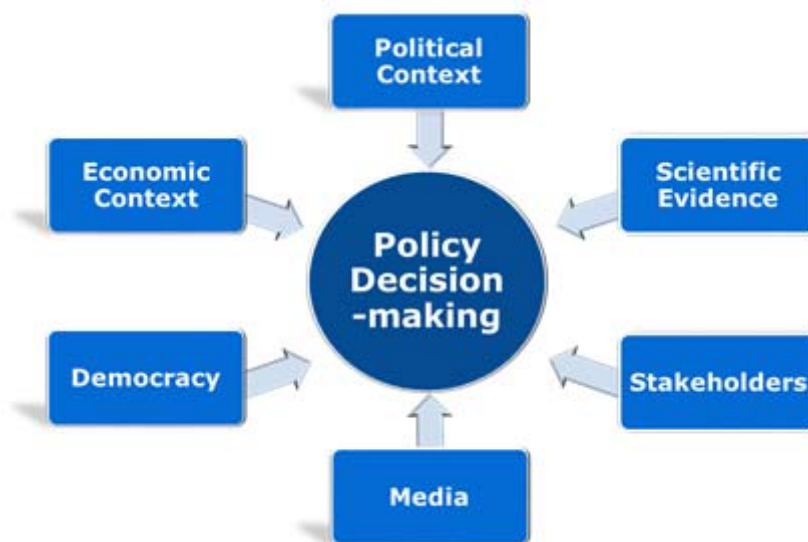 Political
Context
Economic
Context
Scientific
Evidence
Policy
Decision
-making
Democracy
Stakeholders
Media